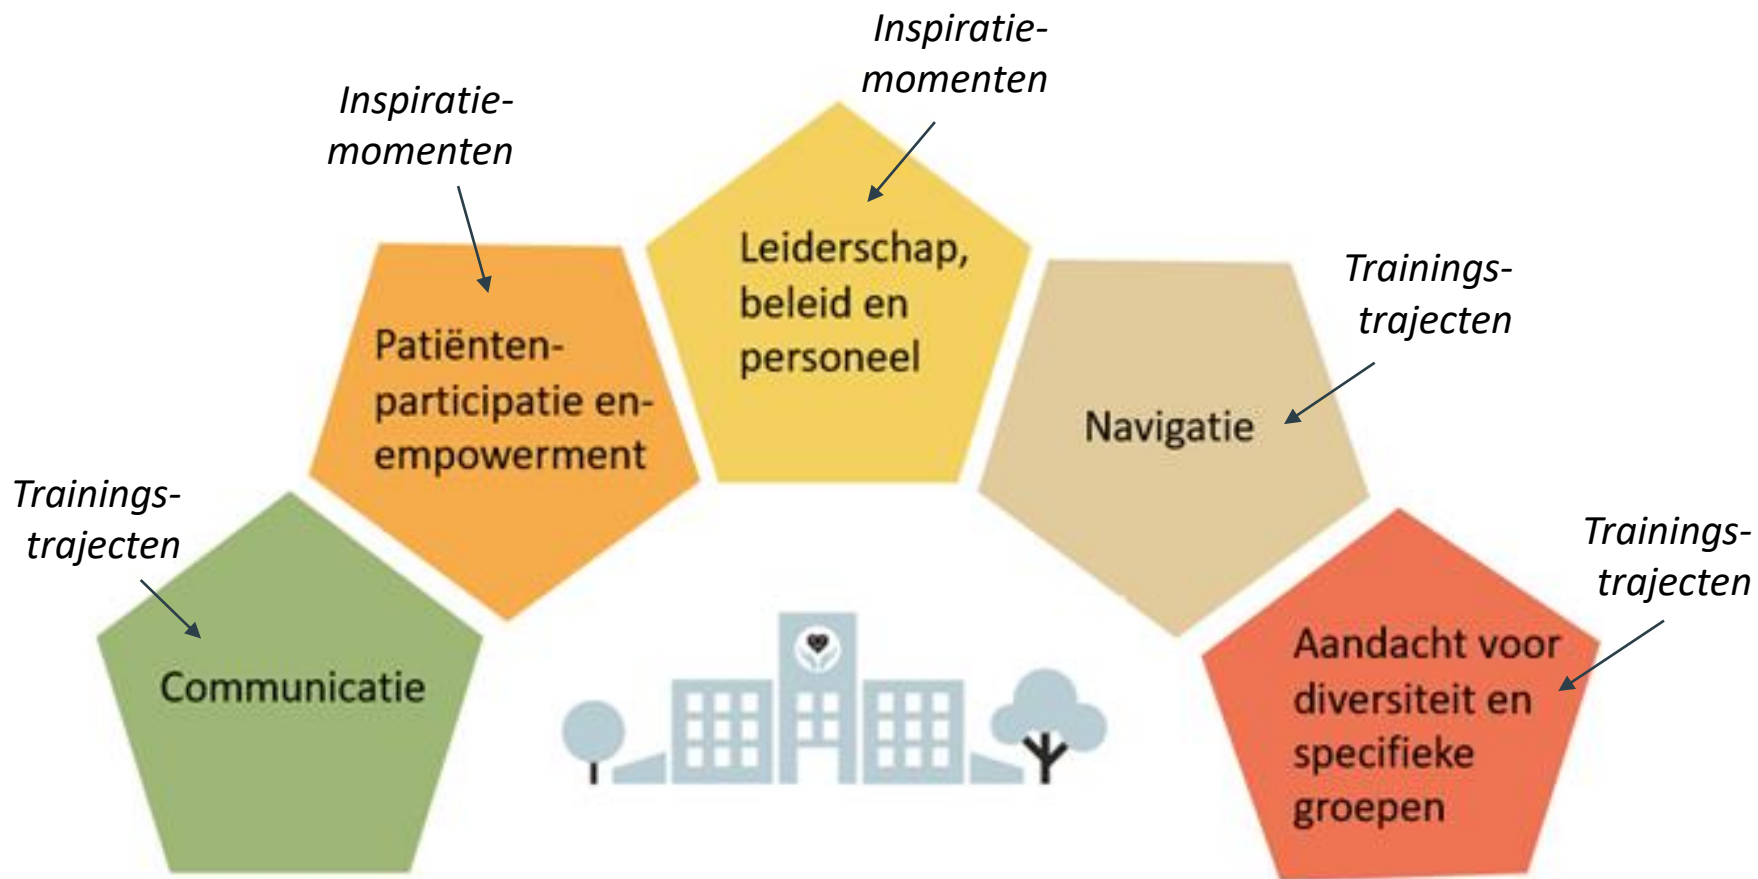 Inspiratie-
momenten
Inspiratie-
momenten
Leiderschap,
beleid en
personeel
Patiënten-
participatie en-
empowerment
Trainings-
trajecten
Navigatie
Trainings-
trajecten
Communicatie
Trainings-
trajecten
Aandacht voor
diversiteit en
specifieke
groepen